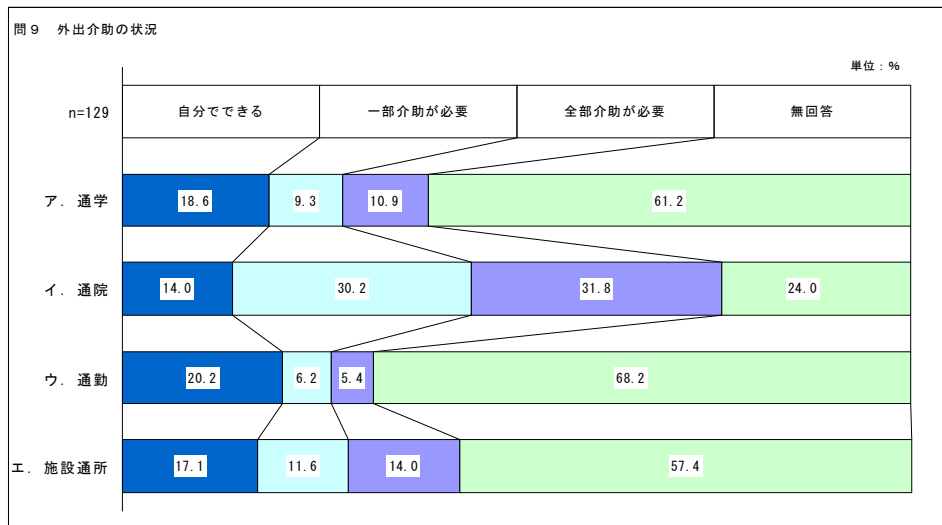 問９　外出介助の状況
単位：％
n=129
自分でできる
一部介助が必要
全部介助が必要
無回答
ア．通学
18.6
9.3
10.9
61.2
イ．通院
14.0
30.2
31.8
24.0
ウ．通勤
20.2
6.2
5.4
68.2
エ．施設通所
17.1
11.6
14.0
57.4